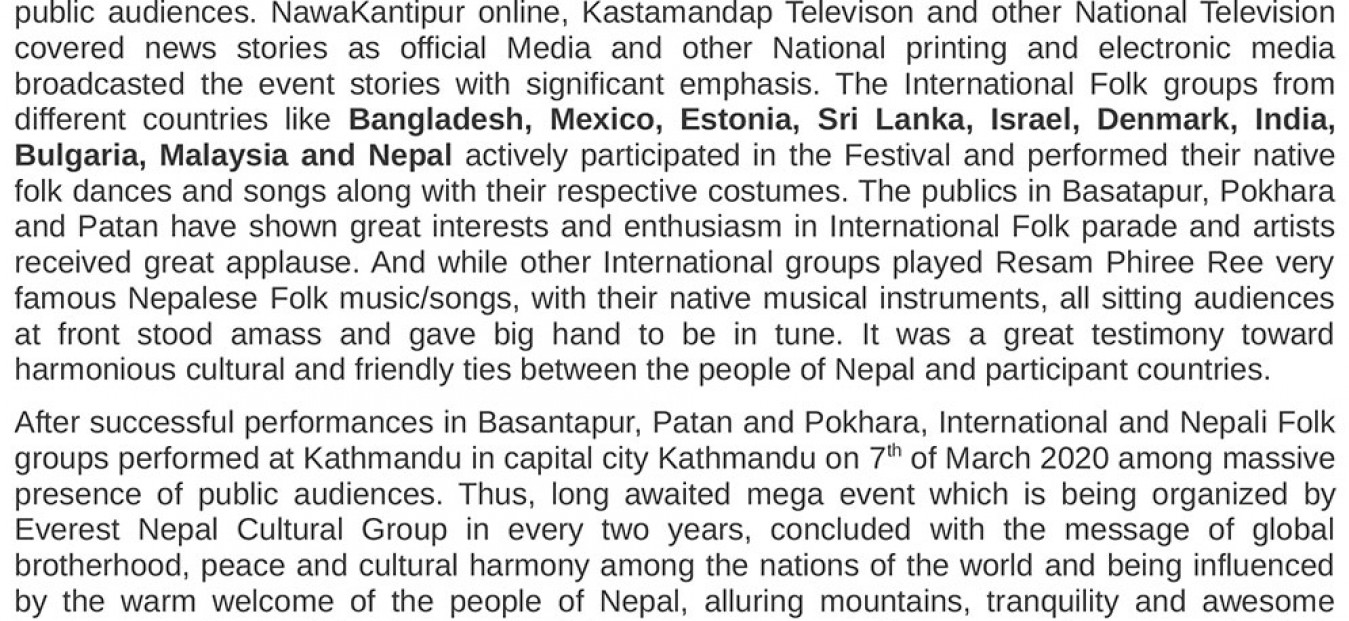 public audiences. NawaKantipur online, Kastamandap Televison and other National Television
covered news stories as official Media and other National printing and electronic media
broadcasted the event stories with significant emphasis. The International Folk groups from
different countries like Bangladesh, Mexico, Estonia, Sri Lanka, Israel, Denmark, India,
Bulgaria, Malaysia and Nepal actively participated in the Festival and performed their native
folk dances and songs along with their respective costumes. The publics in Basatapur, Pokhara
and Patan have shown great interests and enthusiasm in International Folk parade and artists
received great applause. And while other International groups played Resam Phiree Ree very
famous Nepalese Folk music/songs, with their native musical instruments, all sitting audiences
at front stood amass and gave big hand to be in tune. It was a great testimony toward
harmonious cultural and friendly ties between the people of Nepal and participant countries.
After successful performances in Basantapur, Patan and Pokhara, International and Nepali Folk
groups performed at Kathmandu in capital city Kathmandu on 7th of March 2020 among massive
presence of public audiences. Thus, long awaited mega event which is being organized by
Everest Nepal Cultural Group in every two years, concluded with the message of global
brotherhood, peace and cultural harmony among the nations of the world and being influenced
by the warm welcome of the people of Nepal, alluring mountains, tranquility and awesome